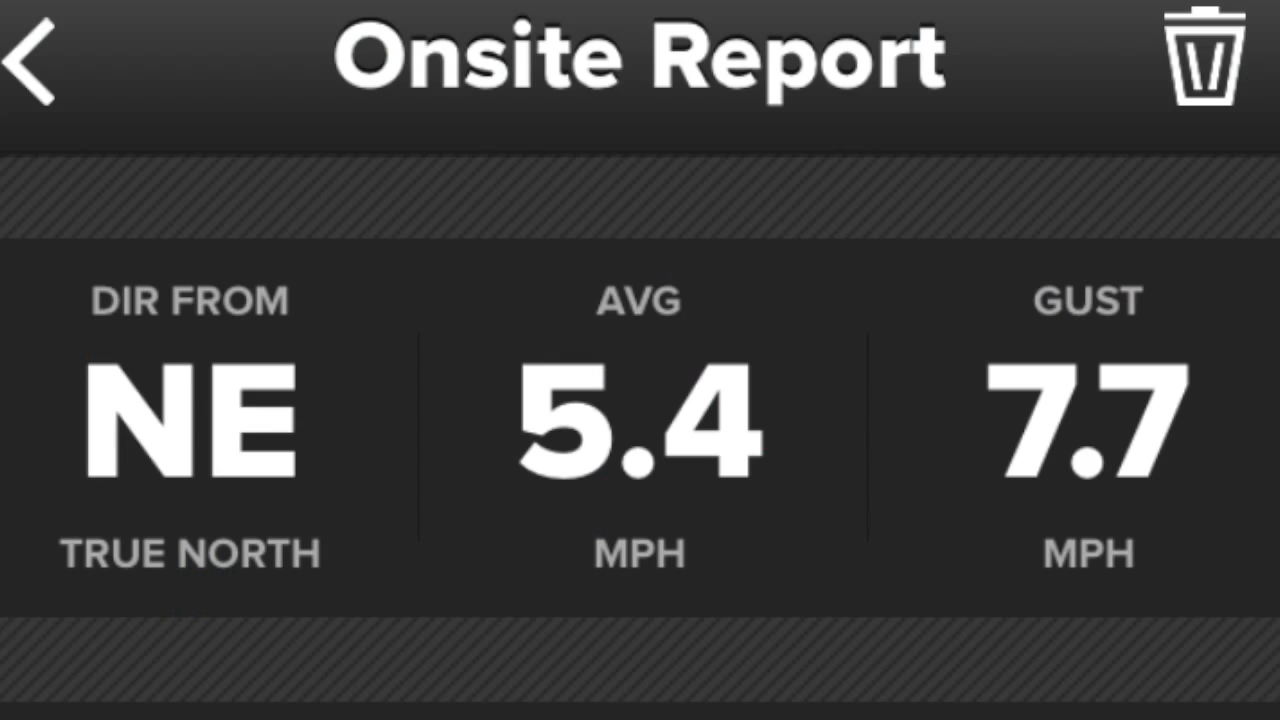 Onsite Report
DIR FROM AVG GUST
NE 5.4 7.7
TRUE NORTH MPH MPH